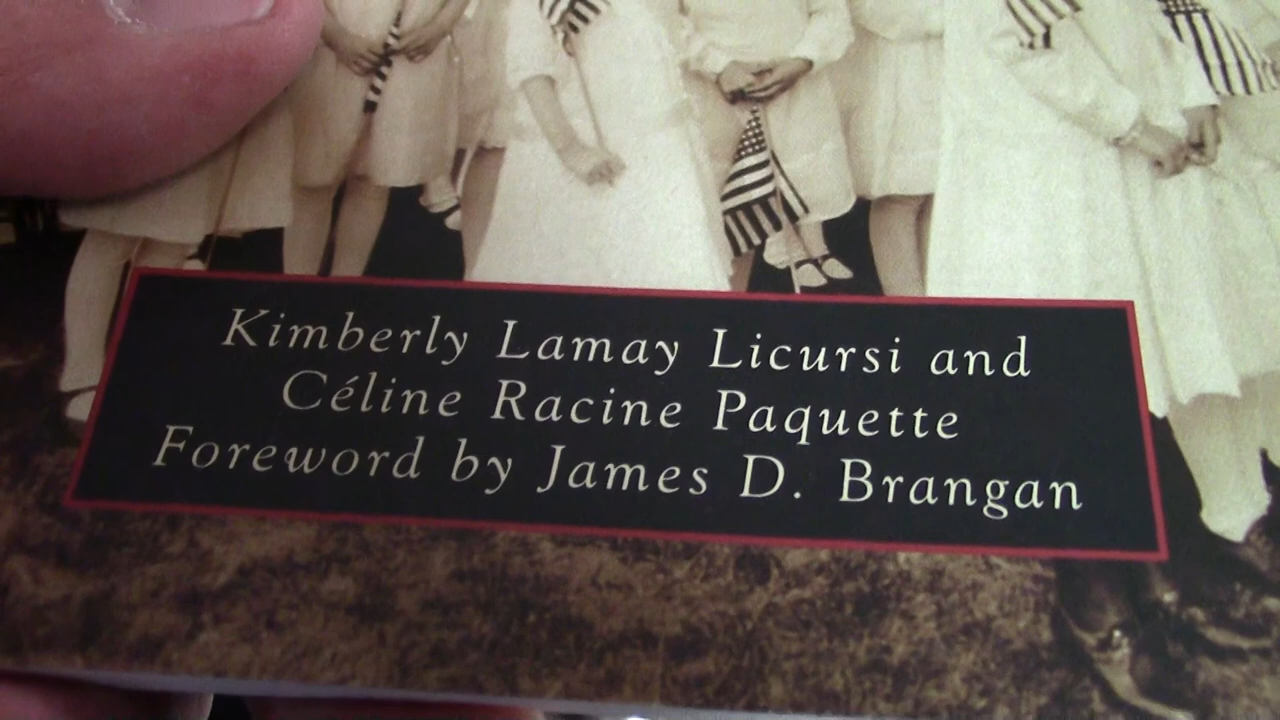 Kimberly Lamay Licursi and
Céline Racine Paquette
Foreword by James D. Brangan